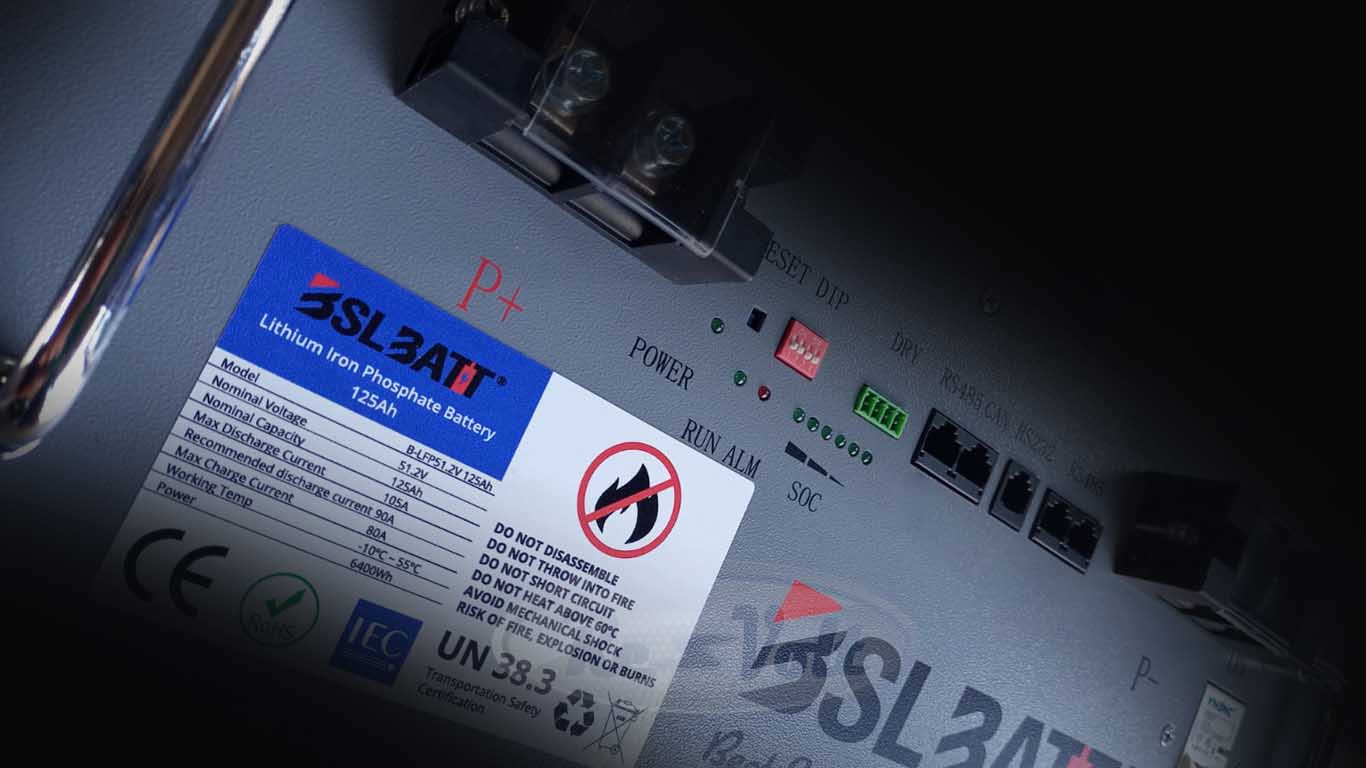 P+
BSLBATT®
Lithium Iron Phosphate Battery
125Ah
Model B-LFP51.2V 125Ah
Nominal Voltage 51.2V
Nominal Capacity 125Ah
Max Discharge Current 105A
Recommended discharge current 90A
Max Charge Current 80A
Working Temp -10°C ~ 55°C
Power 6400Wh
DO NOT DISASSEMBLE
DO NOT THROW INTO FIRE
DO NOT SHORT CIRCUIT
DO NOT HEAT ABOVE 60°C
AVOID MECHANICAL SHOCK
RISK OF FIRE, EXPLOSION OR BURNS
CE
RoHS
IEC
UN 38.3
Transportation Safety
Certification.
ESET DIP
POWER
RUN ALM
SOC
DRY
RS485 CAN RS232 RS485
P-
BSLBATT
Best